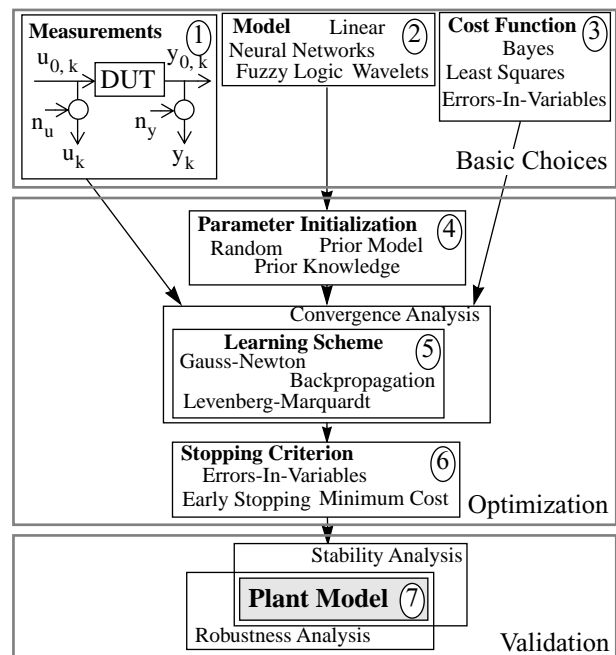 Measurements 1
u0, k
y0, k
DUT
nu
ny
uk
yk
Model Linear 2
Neural Networks
Fuzzy Logic Wavelets
Cost Function 3
Bayes
Least Squares
Errors-In-Variables
Basic Choices
Parameter Initialization 4
Random Prior Model
Prior Knowledge
Convergence Analysis
Learning Scheme 5
Gauss-Newton
Backpropagation
Levenberg-Marquardt
Stopping Criterion 6
Errors-In-Variables
Early Stopping Minimum Cost
Optimization
Stability Analysis
Plant Model 7
Robustness Analysis
Validation